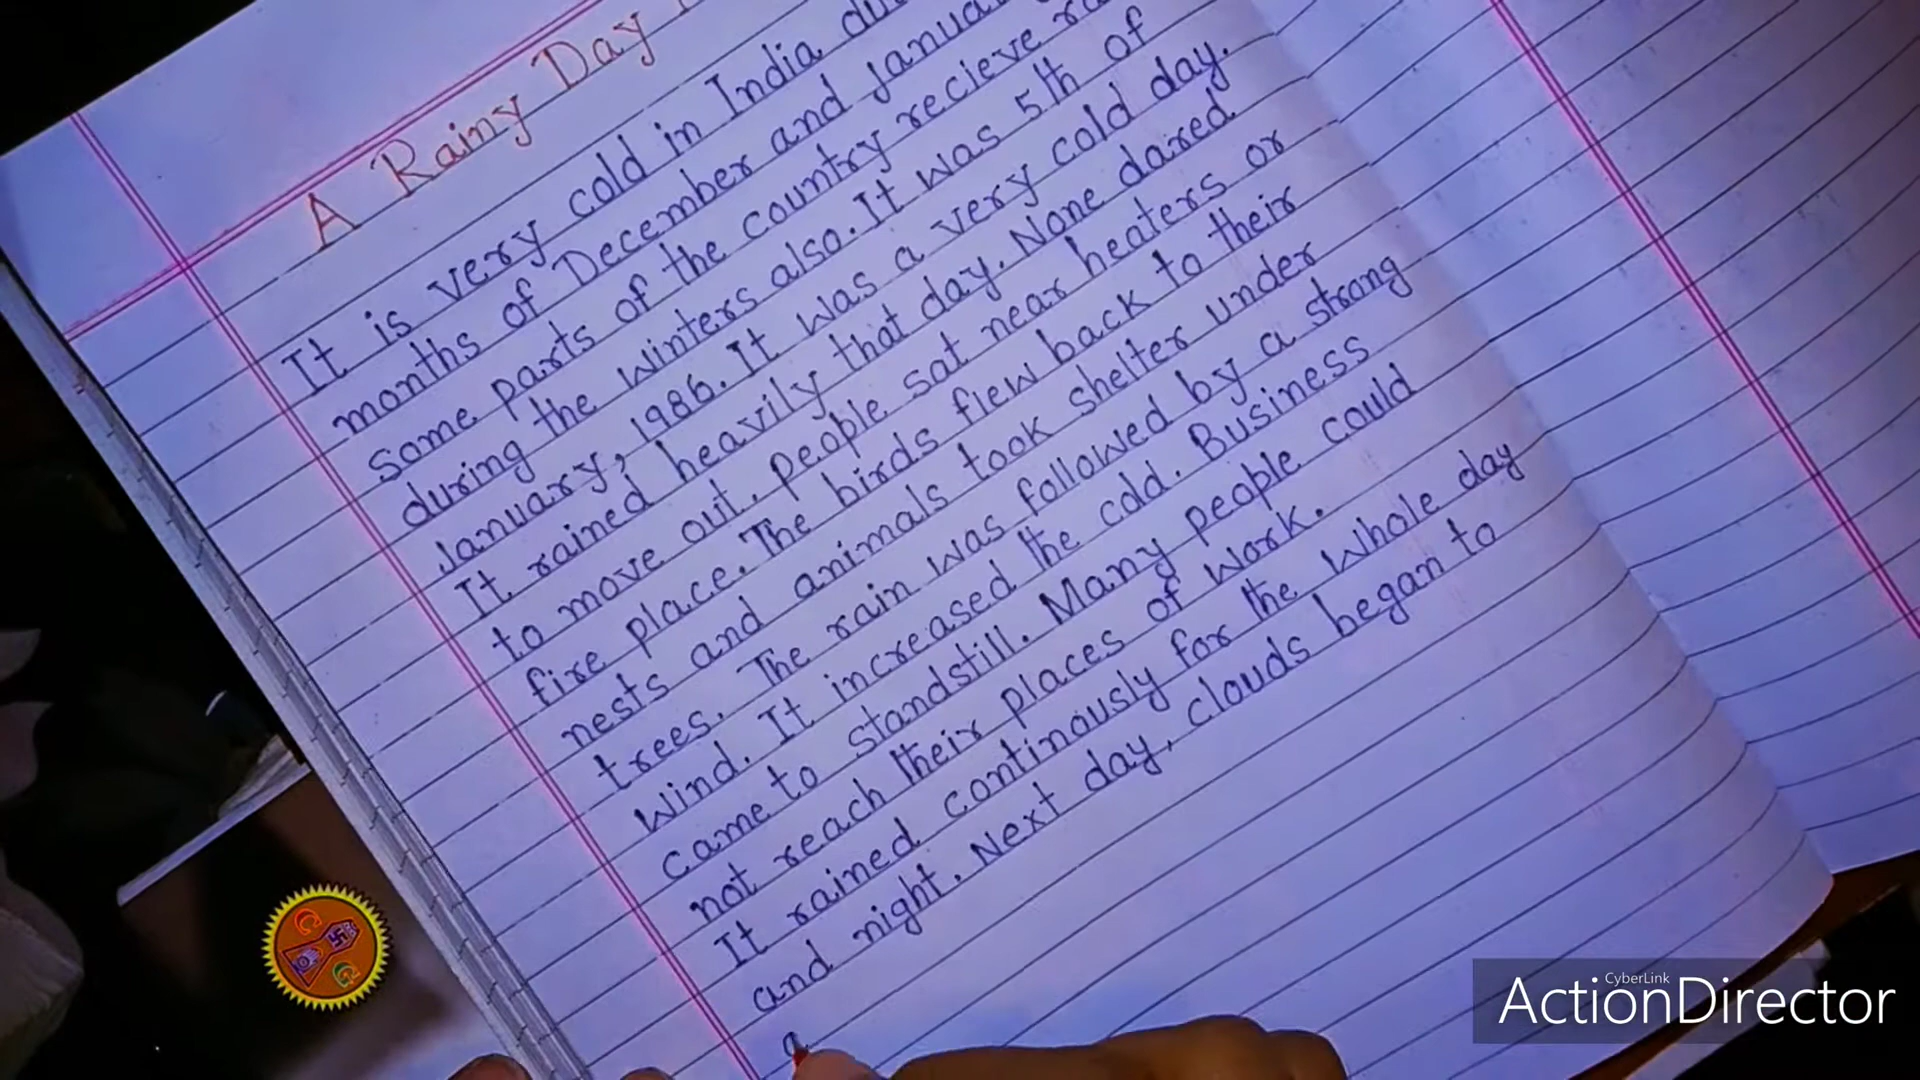 A Rainy Day
It is very cold in India
months of December and
some parts of the country recieve
during the winters also. It was 5th of
January, 1986. It was a very cold day.
It rained heavily that day. None dared
to move out. people sat near heaters or
fire place. The birds flew back to their
nests and animals took shelter under
trees. The rain was followed by a strong
wind. It increased the cold. Business
came to standstill. Many people could
not reach their places of work.
It rained continously for the whole day
and night. Next day, clouds began to
CyberLink
ActionDirector